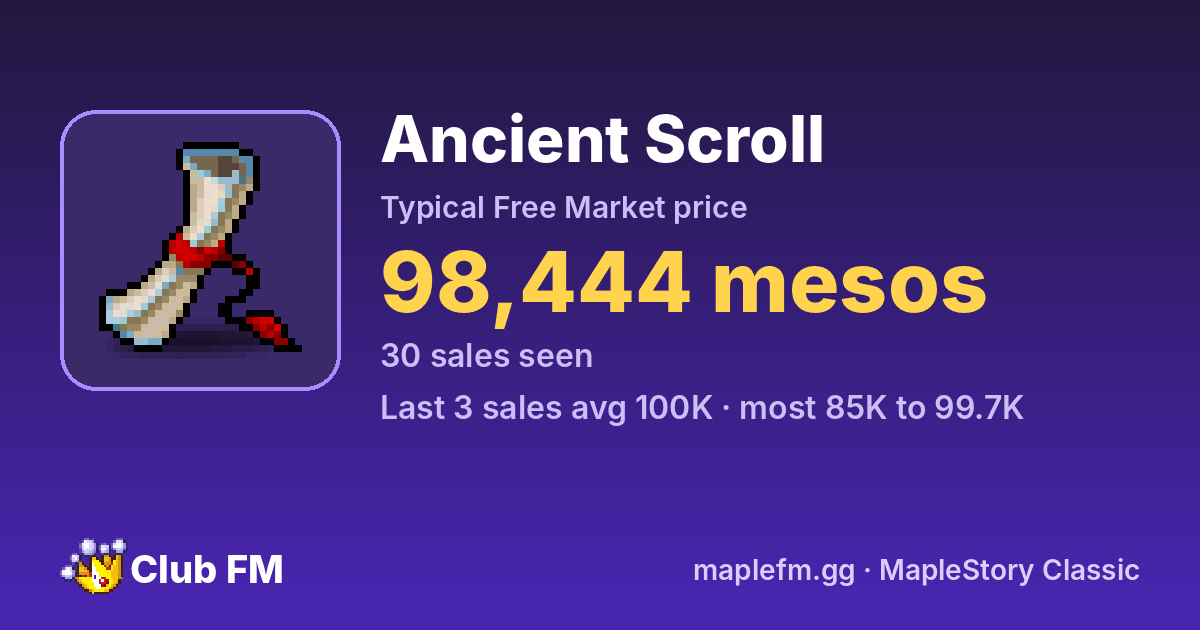 Ancient Scroll
Typical Free Market price
98,444 mesos
30 sales seen
Last 3 sales avg 100K · most 85K to 99.7K
Club FM
maplefm.gg · MapleStory Classic